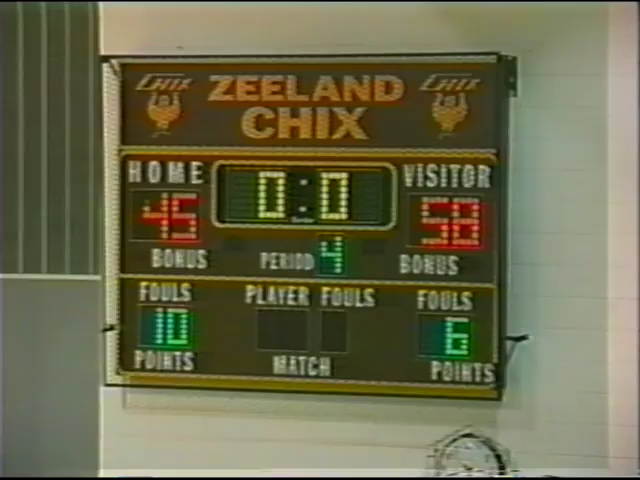 CHIX ZEELAND CHIX
CHIX
HOME 0:0 VISITOR
45 58
BONUS PERIOD 4 BONUS
FOULS PLAYER FOULS FOULS
10 6
POINTS MATCH POINTS